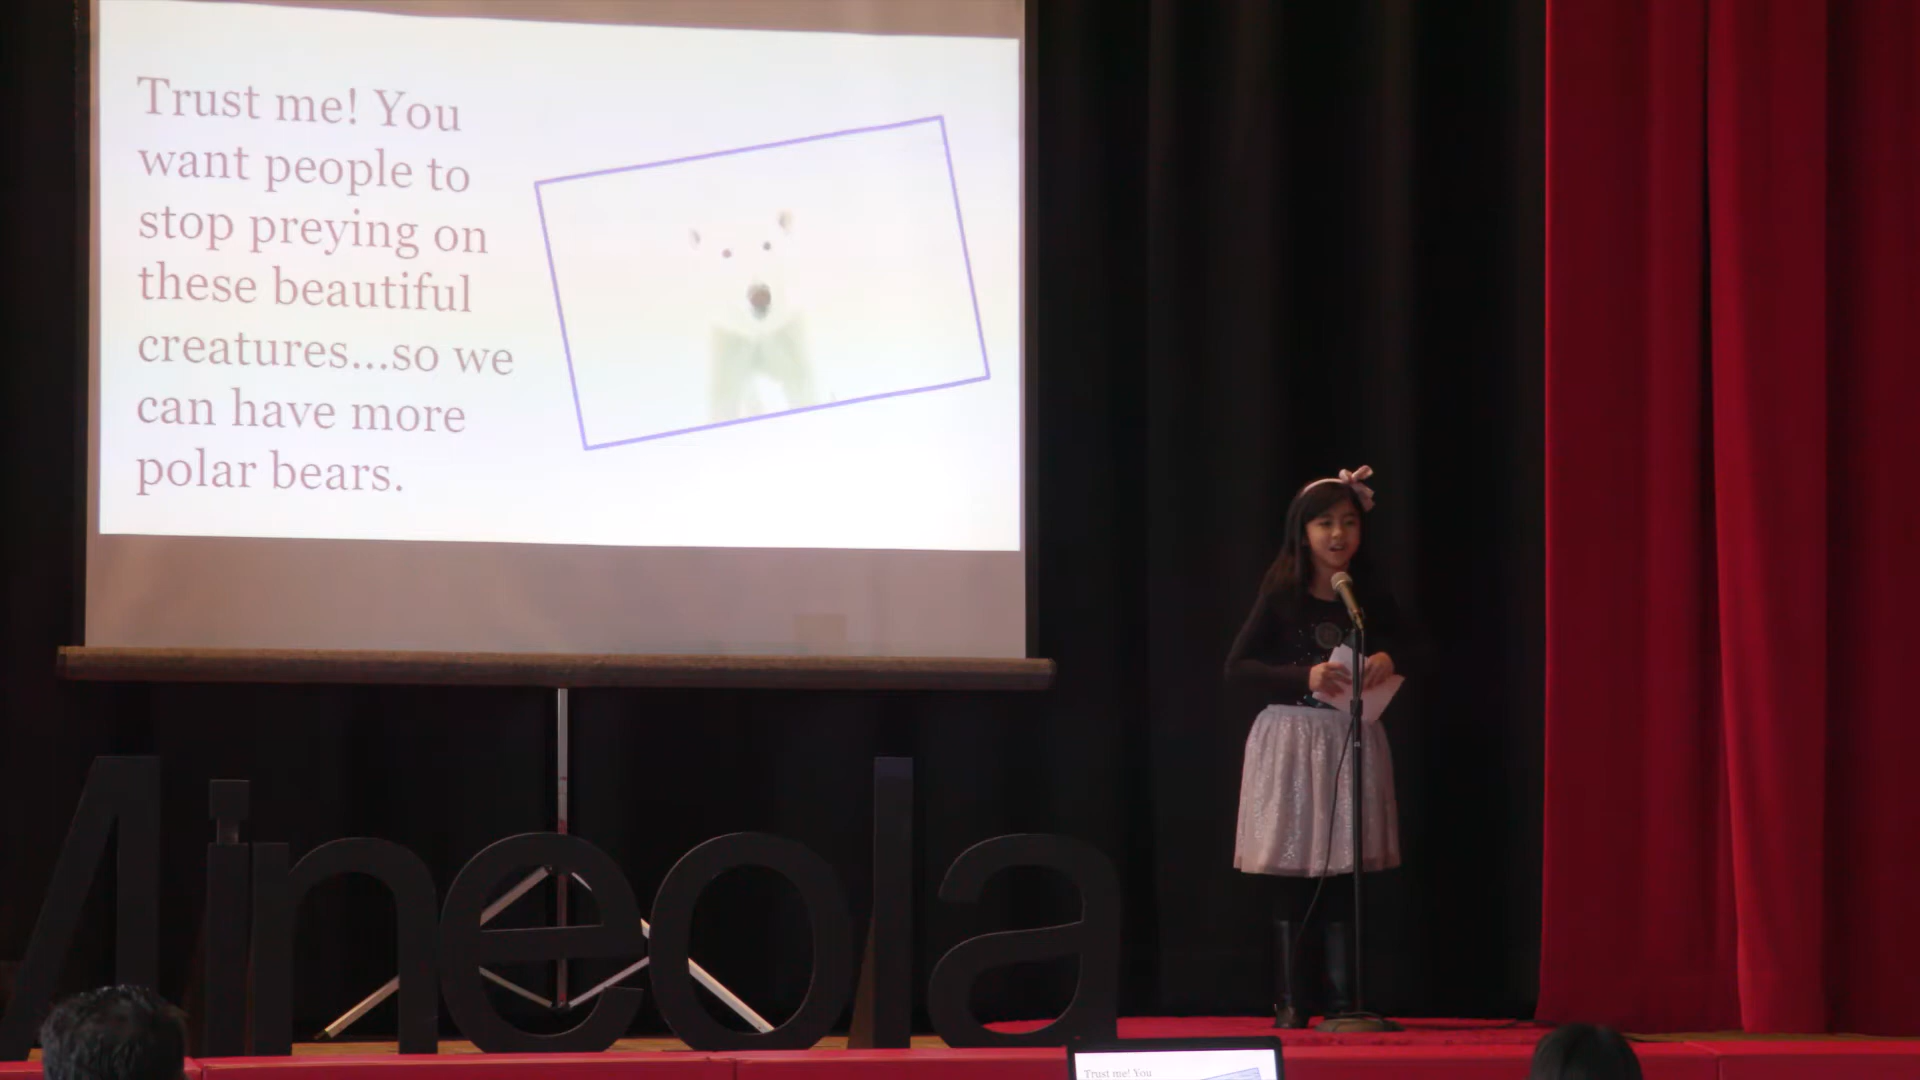 Trust me! You
want people to
stop preying on
these beautiful
creatures...so we
can have more
polar bears.
Mineola
Trust me! You